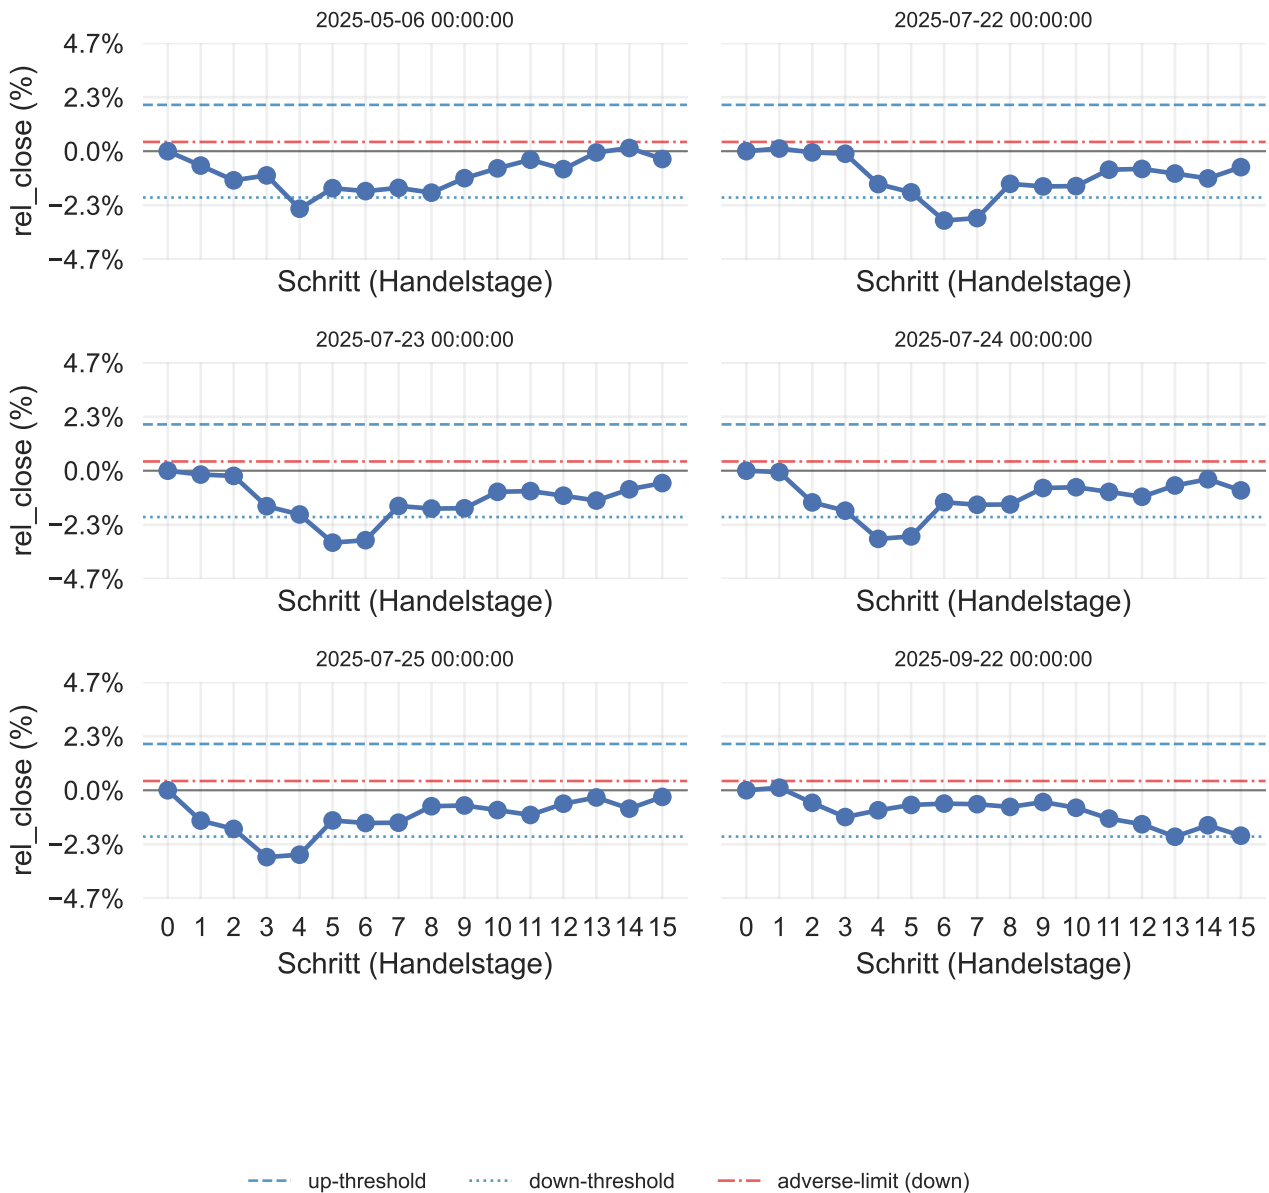 2025-05-06 00:00:00
2025-07-22 00:00:00
4.7%
2.3%
0.0%
−2.3%
−4.7%
rel_close (%)
Schritt (Handelstage)
Schritt (Handelstage)
2025-07-23 00:00:00
2025-07-24 00:00:00
4.7%
2.3%
0.0%
−2.3%
−4.7%
rel_close (%)
Schritt (Handelstage)
Schritt (Handelstage)
2025-07-25 00:00:00
2025-09-22 00:00:00
4.7%
2.3%
0.0%
−2.3%
−4.7%
rel_close (%)
0 1 2 3 4 5 6 7 8 9 10 11 12 13 14 15
0 1 2 3 4 5 6 7 8 9 10 11 12 13 14 15
Schritt (Handelstage)
Schritt (Handelstage)
up-threshold
down-threshold
adverse-limit (down)